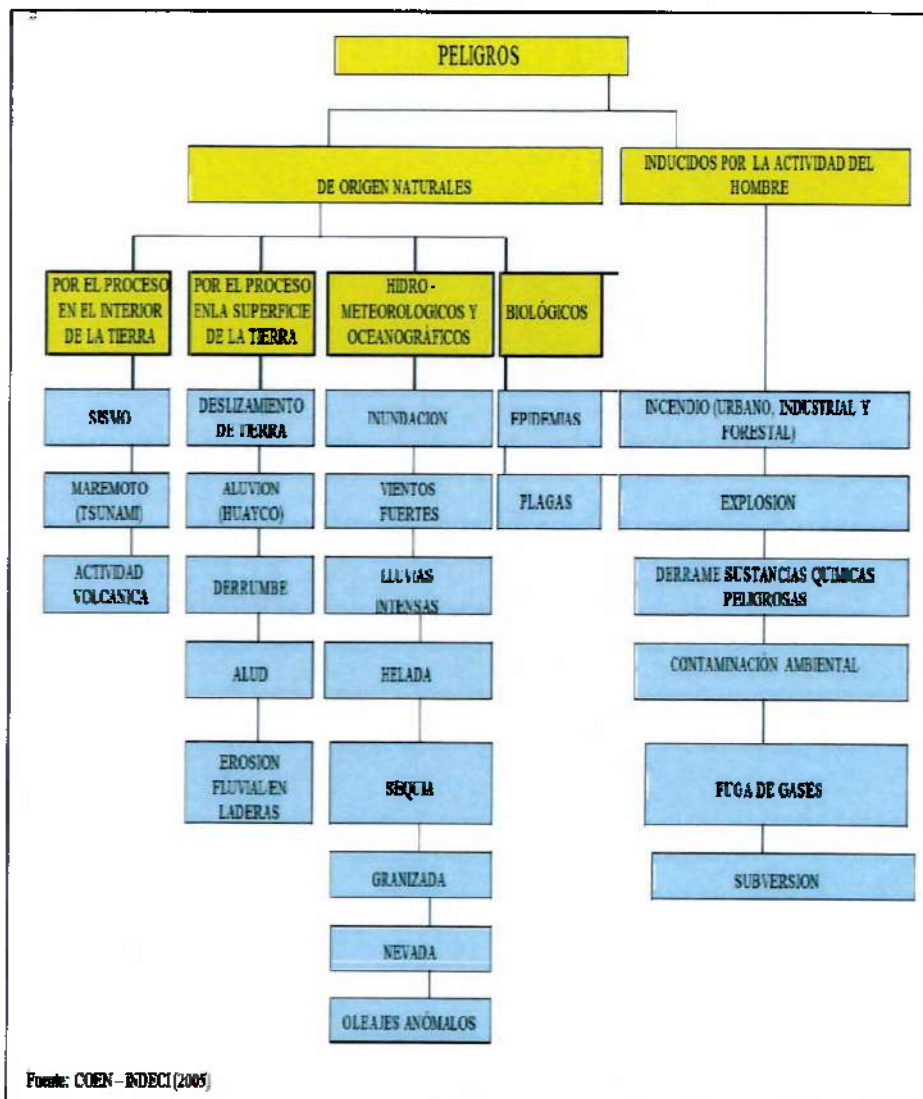 PELIGROS
DE ORIGEN NATURALES
INDUCIDOS POR LA ACTIVIDAD DEL
HOMBRE
POR EL PROCESO
EN EL INTERIOR
DE LA TIERRA
POR EL PROCESO
ENLA SUPERFICIE
DE LA TIERRA
HIDRO -
METEOROLOGICOS Y
OCEANOGRÁFICOS
BIOLÓGICOS
SISMO
MAREMOTO
(TSUNAMI)
ACTIVIDAD
VOLCANICA
DESLIZAMIENTO
DE TIERRA
ALUVION
(HUAYCO)
DERRUMBE
ALUD
EROSION
FLUVIAL/EN
LADERAS
INUNDACION
VIENTOS
FUERTES
LLUVIAS
INTENSAS
HELADA
SEQUIA
GRANIZADA
NEVADA
OLEAJES ANÓMALOS
EPIDEMIAS
PLAGAS
INCENDIO (URBANO, INDUSTRIAL Y
FORESTAL)
EXPLOSION
DERRAME SUSTANCIAS QUIMICAS
PELIGROSAS
CONTAMINACIÓN AMBIENTAL
FUGA DE GASES
SUBVERSION
Fuente: COEN – INDECI (2005)